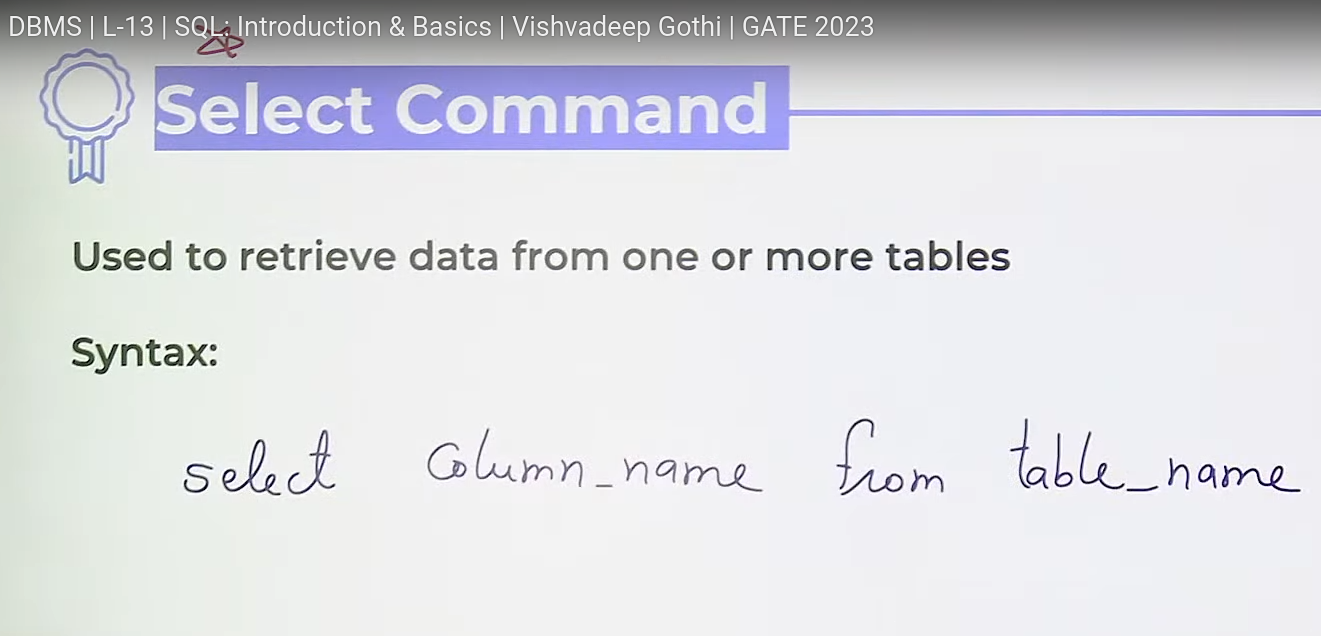 DBMS | L-13 | SQL: Introduction & Basics | Vishvadeep Gothi | GATE 2023
Select Command
Used to retrieve data from one or more tables
Syntax:
select column_name from table_name